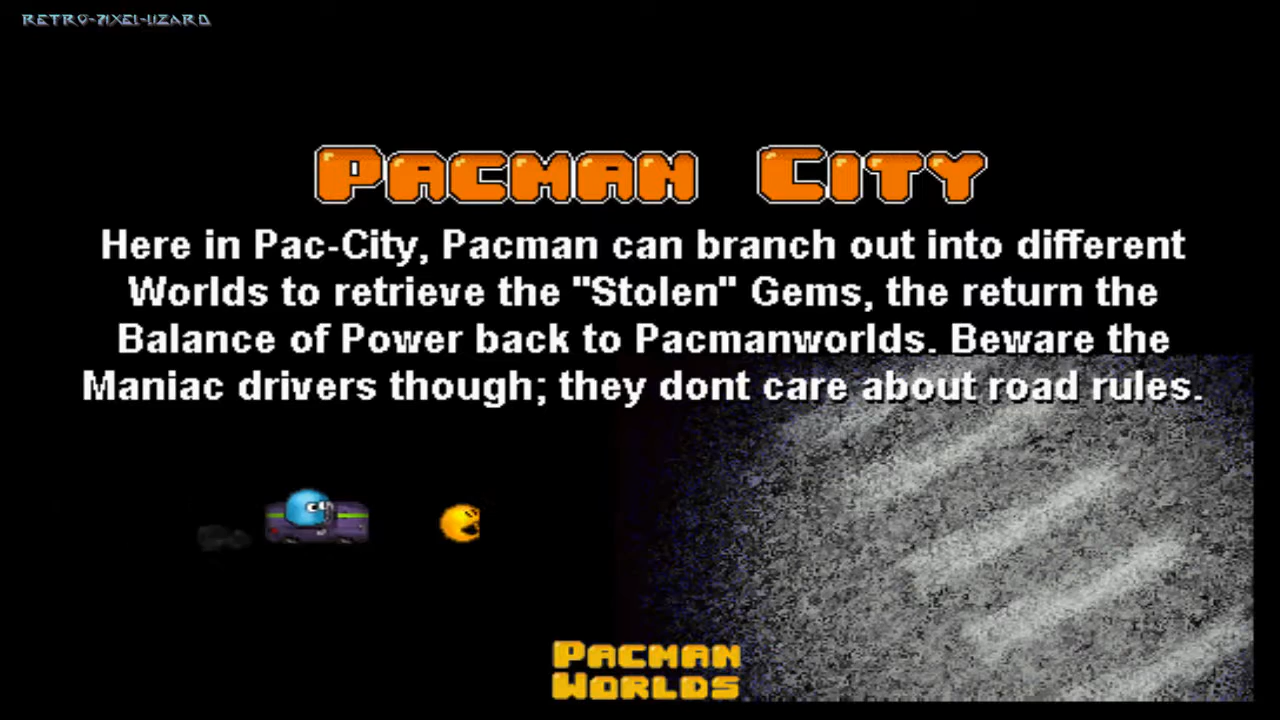 RETRO-PIXEL-LIZARD
PACMAN CITY
Here in Pac-City, Pacman can branch out into different
Worlds to retrieve the "Stolen" Gems, the return the
Balance of Power back to Pacmanworlds. Beware the
Maniac drivers though; they dont care about road rules.
PACMAN
WORLDS